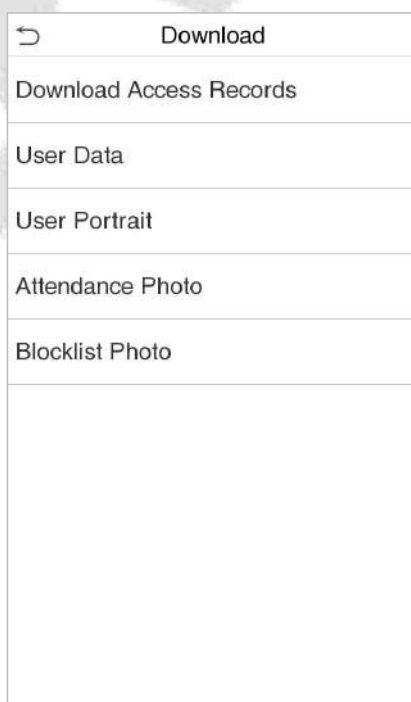 Download
Download Access Records
User Data
User Portrait
Attendance Photo
Blocklist Photo